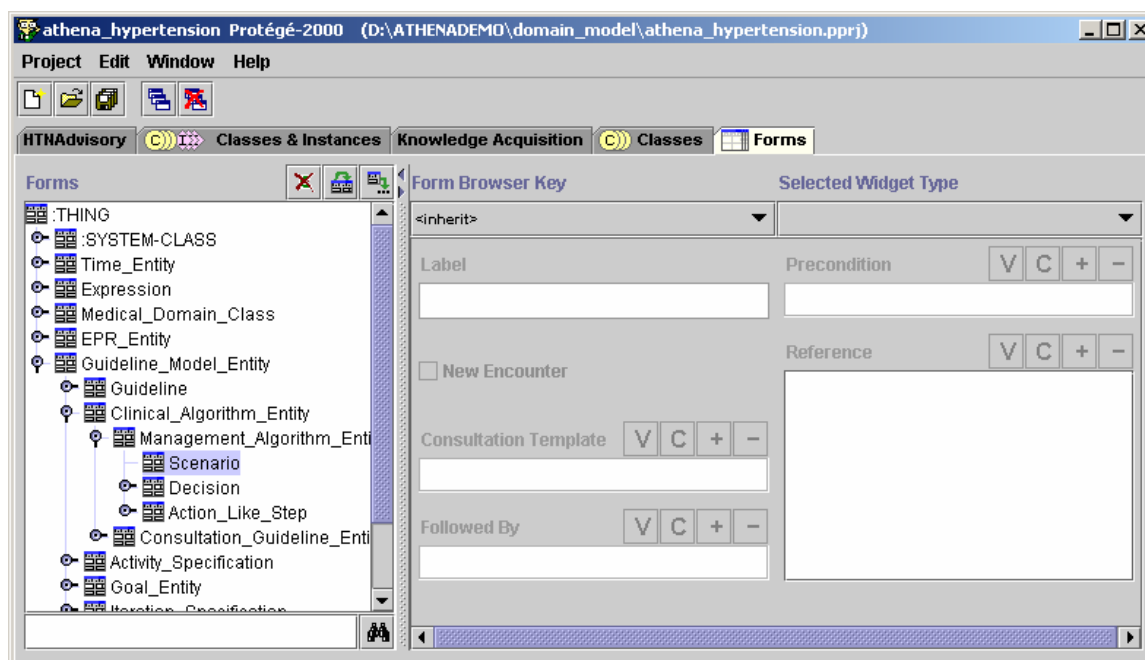 athena_hypertension Protégé-2000 (D:\ATHENADEMO\domain_model\athena_hypertension.pprj)
Project Edit Window Help
HTNAdvisory C Classes & Instances Knowledge Acquisition C Classes Forms
Forms
:THING
:SYSTEM-CLASS
Time_Entity
Expression
Medical_Domain_Class
EPR_Entity
Guideline_Model_Entity
Guideline
Clinical_Algorithm_Entity
Management_Algorithm_Enti
Scenario
Decision
Action_Like_Step
Consultation_Guideline_Enti
Activity_Specification
Goal_Entity
Iteration_Specification
Form Browser Key
Selected Widget Type
<inherit>
Label
Precondition V C + −
Reference V C + −
New Encounter
Consultation Template V C + −
Followed By V C + −